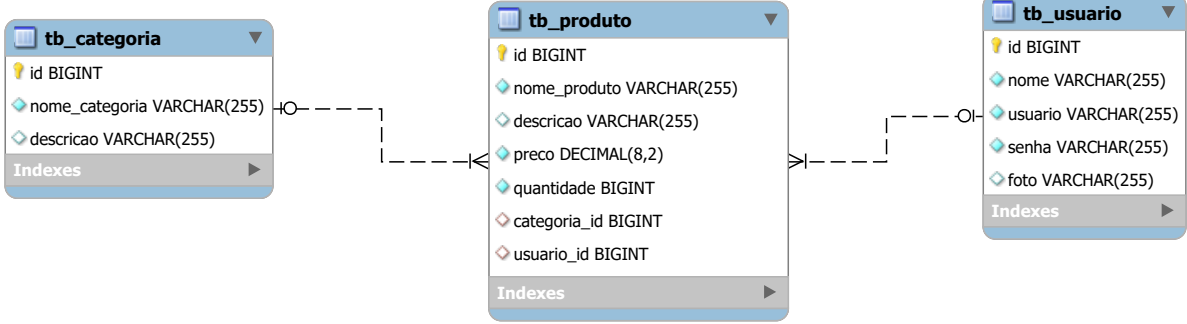 tb_categoria
id BIGINT
nome_categoria VARCHAR(255)
descricao VARCHAR(255)
Indexes
tb_produto
id BIGINT
nome_produto VARCHAR(255)
descricao VARCHAR(255)
preco DECIMAL(8,2)
quantidade BIGINT
categoria_id BIGINT
usuario_id BIGINT
Indexes
tb_usuario
id BIGINT
nome VARCHAR(255)
usuario VARCHAR(255)
senha VARCHAR(255)
foto VARCHAR(255)
Indexes